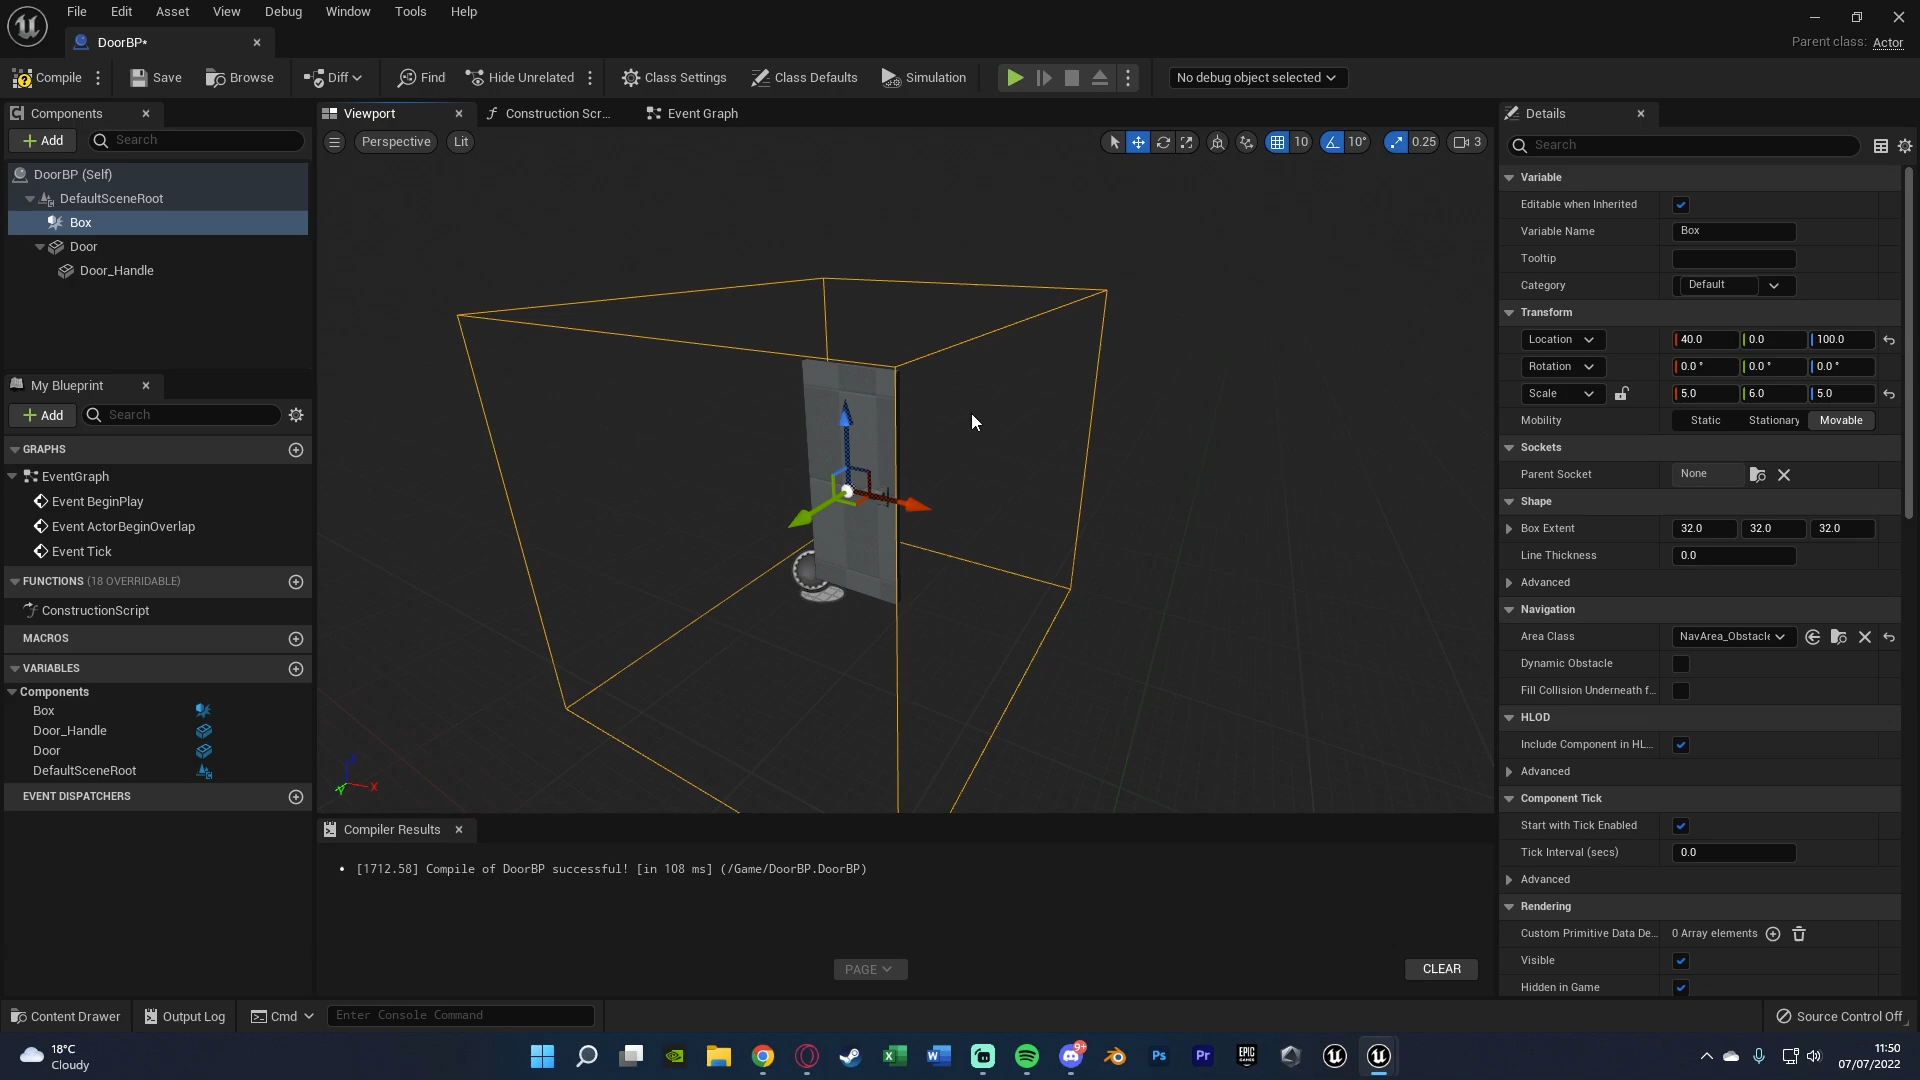 File Edit Asset View Debug Window Tools Help
DoorBP*
Parent class: Actor
Compile Save Browse Diff Find Hide Unrelated Class Settings Class Defaults Simulation No debug object selected
Components
Add Search
DoorBP (Self)
DefaultSceneRoot
Box
Door
Door_Handle
My Blueprint
Add Search
GRAPHS
EventGraph
Event BeginPlay
Event ActorBeginOverlap
Event Tick
FUNCTIONS (18 OVERRIDABLE)
ConstructionScript
MACROS
VARIABLES
Components
Box
Door_Handle
Door
DefaultSceneRoot
EVENT DISPATCHERS
Viewport Construction Scr... Event Graph
Perspective Lit 10 10° 0.25 3
X
Y
Compiler Results
[1712.58] Compile of DoorBP successful! [in 108 ms] (/Game/DoorBP.DoorBP)
PAGE CLEAR
Details
Search
Variable
Editable when Inherited
Variable Name Box
Tooltip
Category Default
Transform
Location 40.0 0.0 100.0
Rotation 0.0 ° 0.0 ° 0.0 °
Scale 5.0 6.0 5.0
Mobility Static Stationary Movable
Sockets
Parent Socket None
Shape
Box Extent 32.0 32.0 32.0
Line Thickness 0.0
Advanced
Navigation
Area Class NavArea_Obstacle
Dynamic Obstacle
Fill Collision Underneath f...
HLOD
Include Component in HL...
Advanced
Component Tick
Start with Tick Enabled
Tick Interval (secs) 0.0
Advanced
Rendering
Custom Primitive Data De... 0 Array elements
Visible
Hidden in Game
Content Drawer Output Log Cmd Enter Console Command Source Control Off
18°C
Cloudy
X W 9+ Ps Pr EPIC GAMES
11:50
07/07/2022